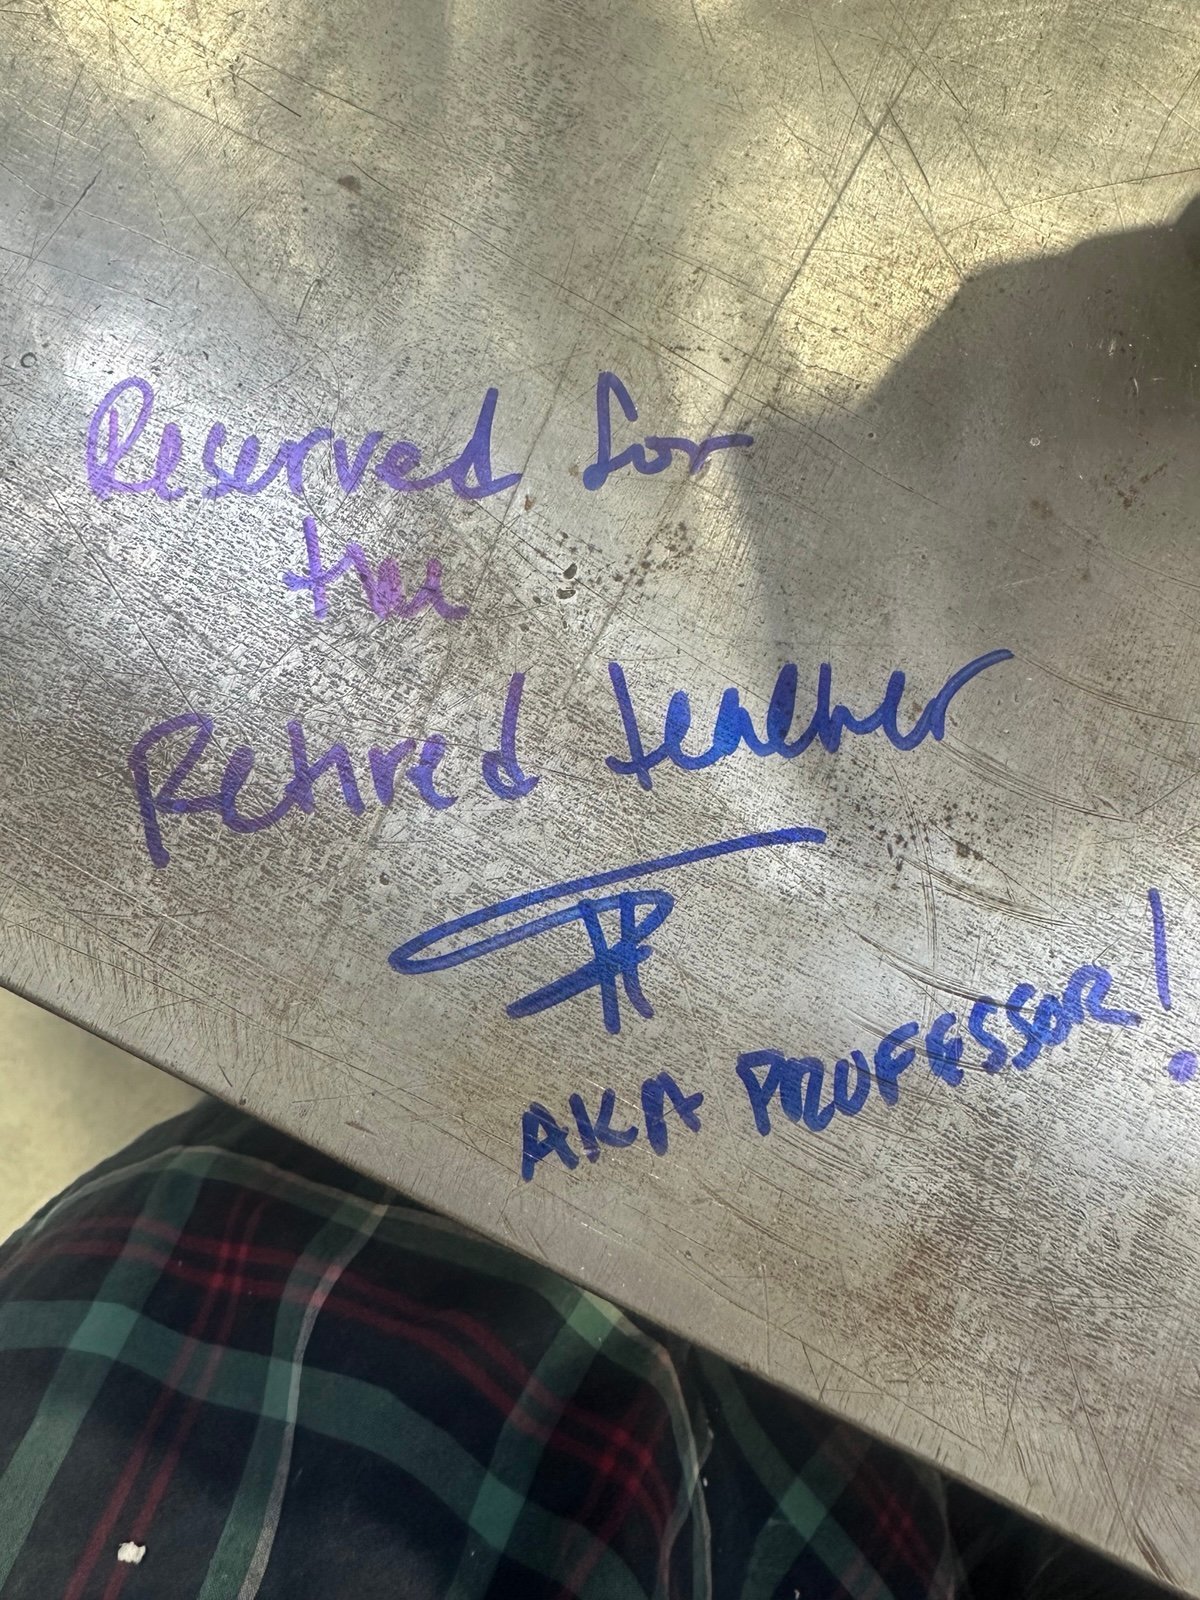 Reserved for
the
Retired teacher
AKA PROFESSOR!